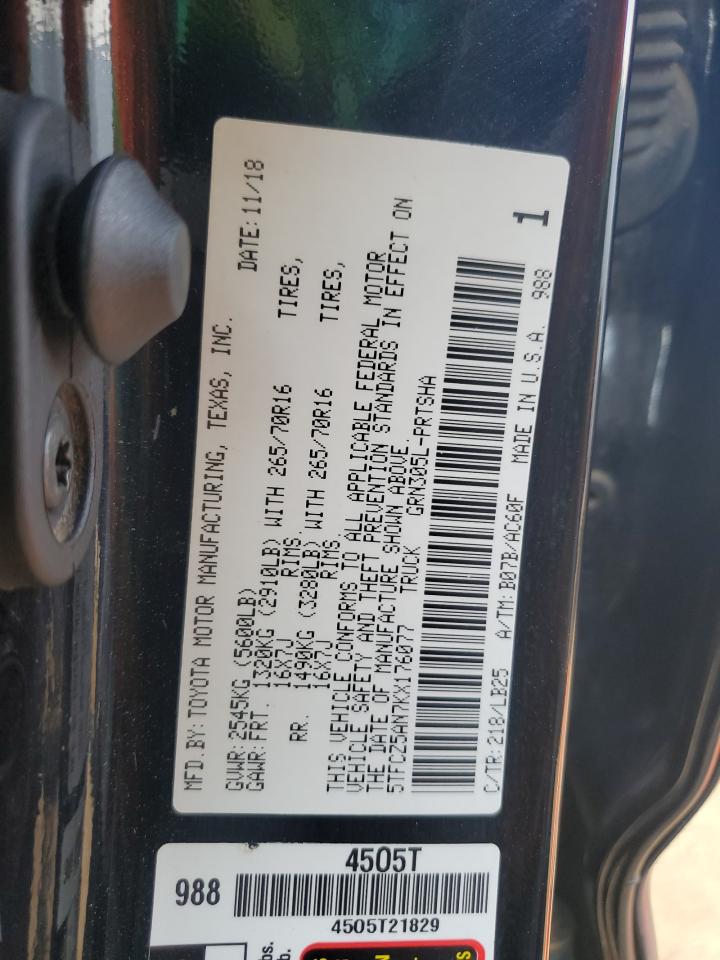 MFD.BY:TOYOTA MOTOR MANUFACTURING, TEXAS, INC.
DATE:11/18
GVWR:2545KG (5600LB)
GAWR:FRT. 1320KG (2910LB) WITH 265/70R16 TIRES,
16X7J RIMS,
RR. 1490KG (3280LB) WITH 265/70R16 TIRES,
16X7J RIMS,
THIS VEHICLE CONFORMS TO ALL APPLICABLE FEDERAL MOTOR
VEHICLE SAFETY AND THEFT PREVENTION STANDARDS IN EFFECT ON
THE DATE OF MANUFACTURE SHOWN ABOVE.
5TFCZ5AN7KX176077 TRUCK GRN305L-PRTSHA
1
C/TR:218/LB25 A/TM:B07B/AC60F MADE IN U.S.A. 988
4505T
988
4505T21829